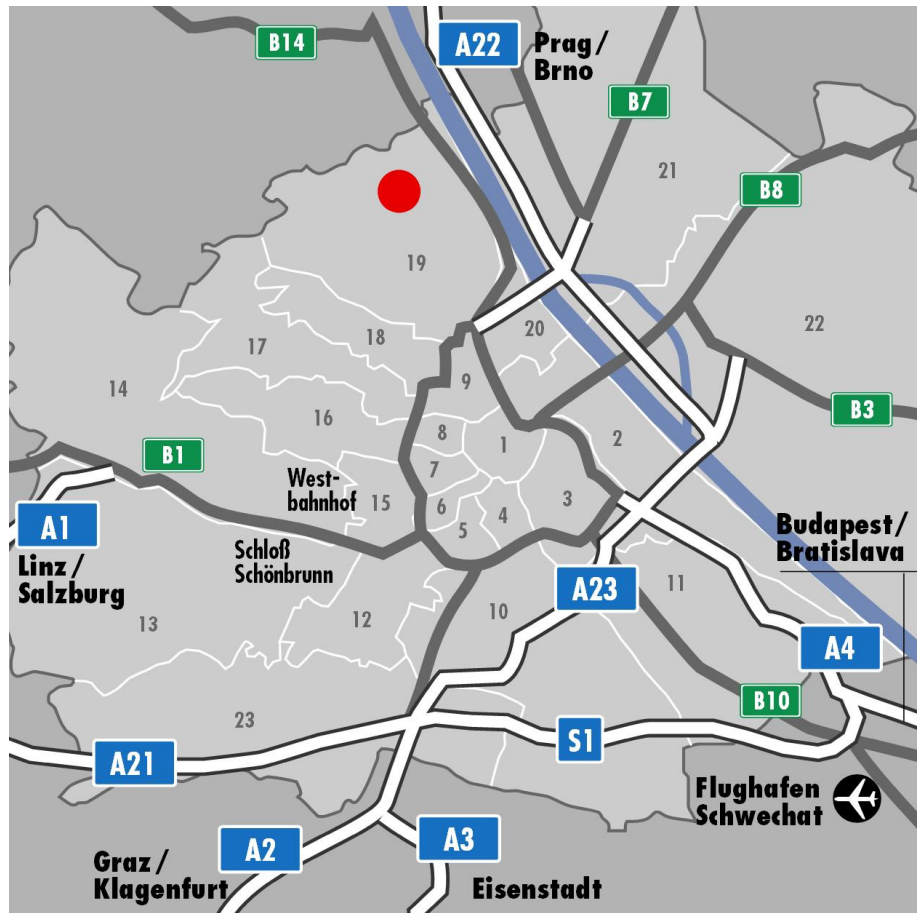 B14
A22
Prag /
Brno
B7
21
B8
19
20
22
18
17
14
9
16
B3
8
1
2
B1
7
West-
bahnhof
15
6
3
4
5
A1
Linz /
Salzburg
Schloß
Schönbrunn
Budapest /
Bratislava
11
A23
10
12
13
A4
B10
23
S1
A21
Flughafen
Schwechat
A2
A3
Graz /
Klagenfurt
Eisenstadt